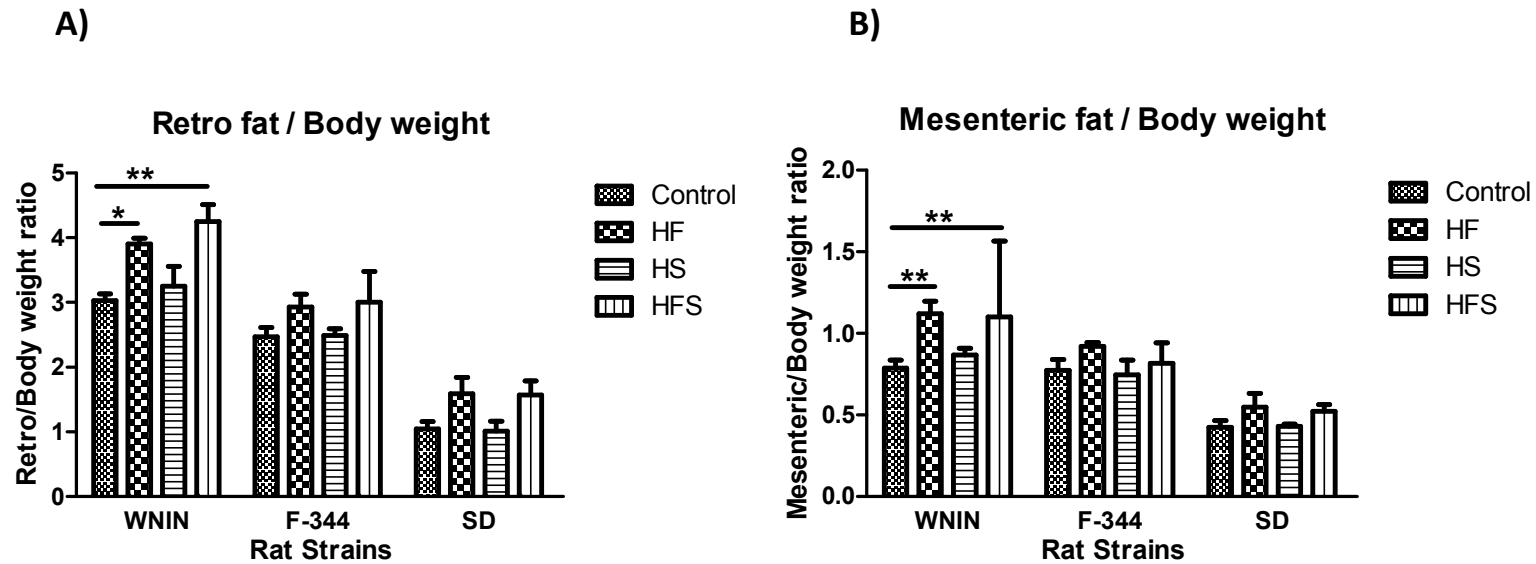 A)
Retro fat / Body weight
Retro/Body weight ratio
5
4
3
2
1
0
**
*
WNIN
F-344
SD
Rat Strains
Control
HF
HS
HFS
B)
Mesenteric fat / Body weight
Mesenteric/Body weight ratio
2.0
1.5
1.0
0.5
0.0
**
**
WNIN
F-344
SD
Rat Strains
Control
HF
HS
HFS